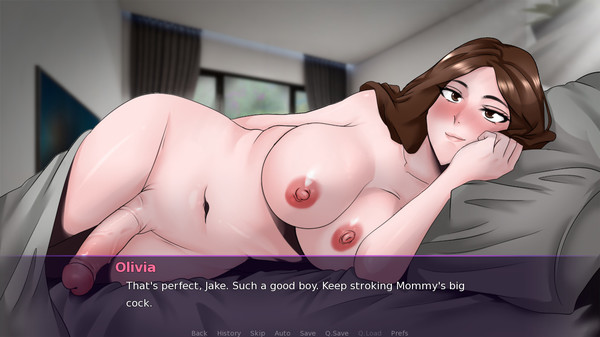 Olivia
That's perfect, Jake. Such a good boy. Keep stroking Mommy's big
cock.
Back History Skip Auto Save Q.Save Q.Load Prefs